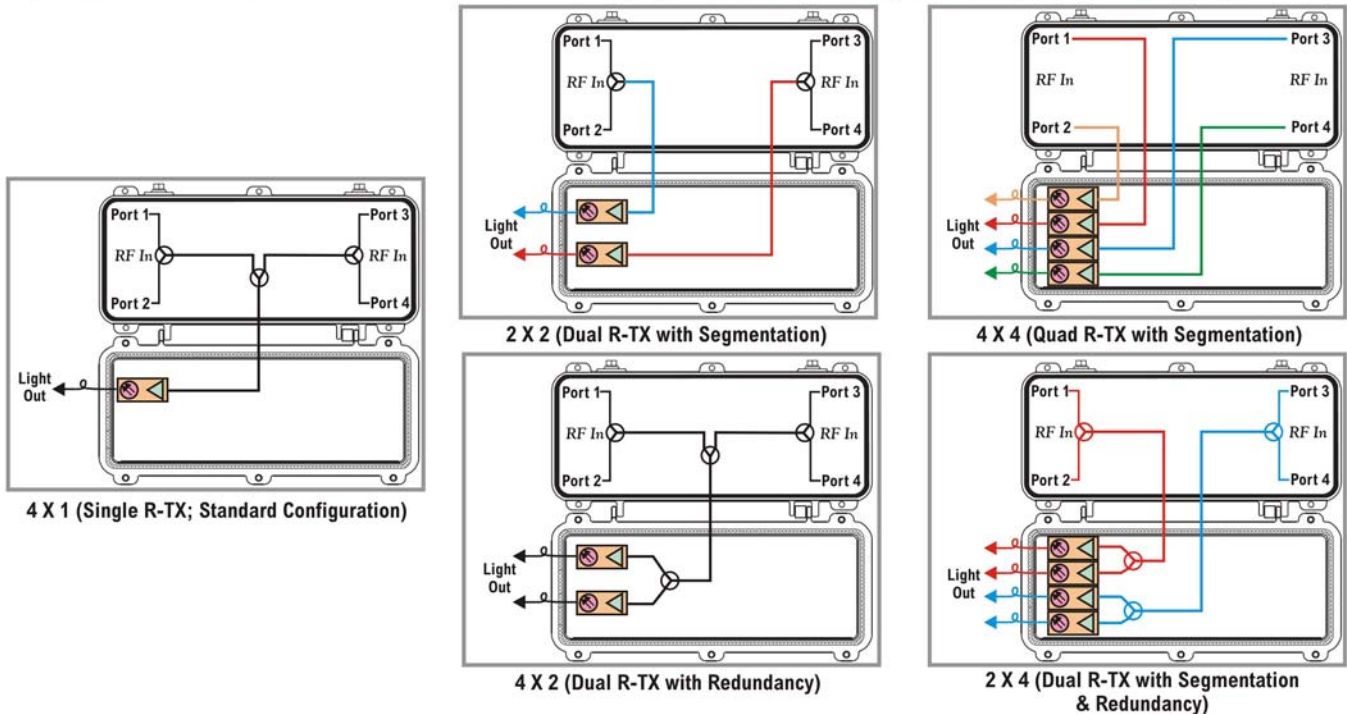 Port 1
Port 3
RF In
RF In
Port 2
Port 4
Light
Out
4 X 1 (Single R-TX; Standard Configuration)
Port 1
Port 3
RF In
RF In
Port 2
Port 4
Light
Out
2 X 2 (Dual R-TX with Segmentation)
Port 1
Port 3
RF In
RF In
Port 2
Port 4
Light
Out
4 X 4 (Quad R-TX with Segmentation)
Port 1
Port 3
RF In
RF In
Port 2
Port 4
Light
Out
4 X 2 (Dual R-TX with Redundancy)
Port 1
Port 3
RF In
RF In
Port 2
Port 4
Light
Out
2 X 4 (Dual R-TX with Segmentation
& Redundancy)